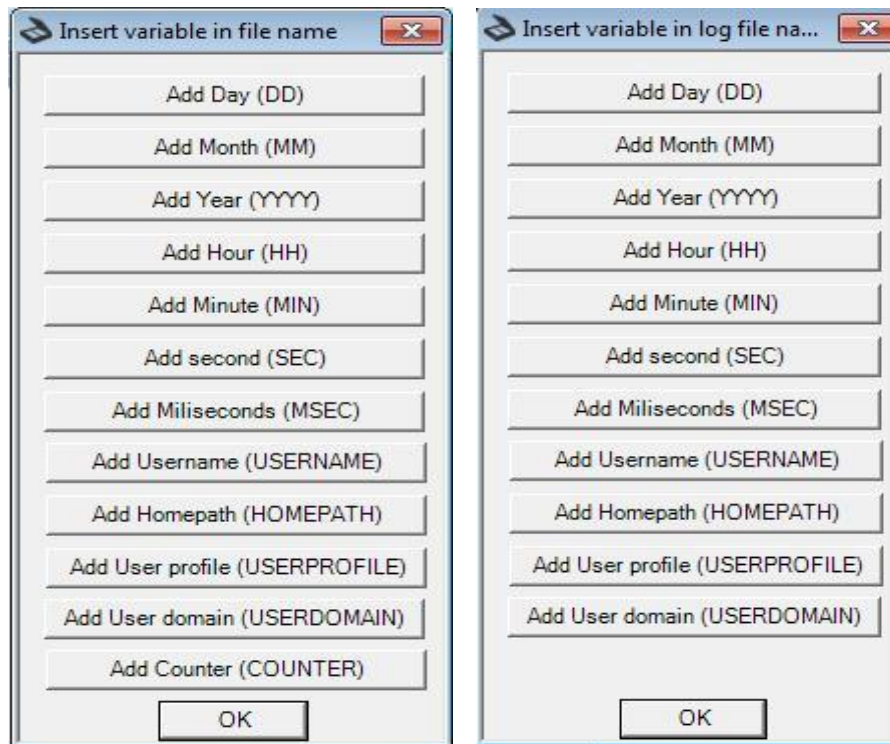 Insert variable in file name
Add Day (DD)
Add Month (MM)
Add Year (YYYY)
Add Hour (HH)
Add Minute (MIN)
Add second (SEC)
Add Miliseconds (MSEC)
Add Username (USERNAME)
Add Homepath (HOMEPATH)
Add User profile (USERPROFILE)
Add User domain (USERDOMAIN)
Add Counter (COUNTER)
OK
Insert variable in log file na...
Add Day (DD)
Add Month (MM)
Add Year (YYYY)
Add Hour (HH)
Add Minute (MIN)
Add second (SEC)
Add Miliseconds (MSEC)
Add Username (USERNAME)
Add Homepath (HOMEPATH)
Add User profile (USERPROFILE)
Add User domain (USERDOMAIN)
OK